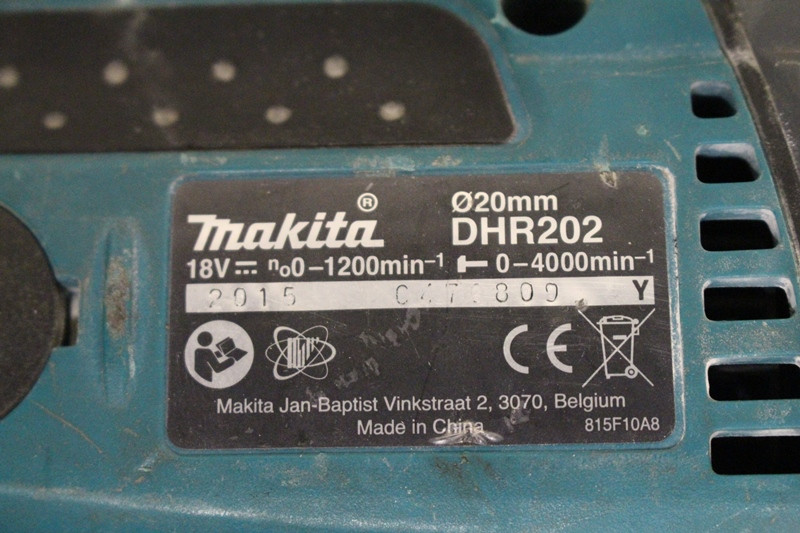 makita® Ø20mm
DHR202
18V⎓ n₀0–1200min⁻¹ 0–4000min⁻¹
2015 Y
CE
Makita Jan-Baptist Vinkstraat 2, 3070, Belgium
Made in China 815F10A8